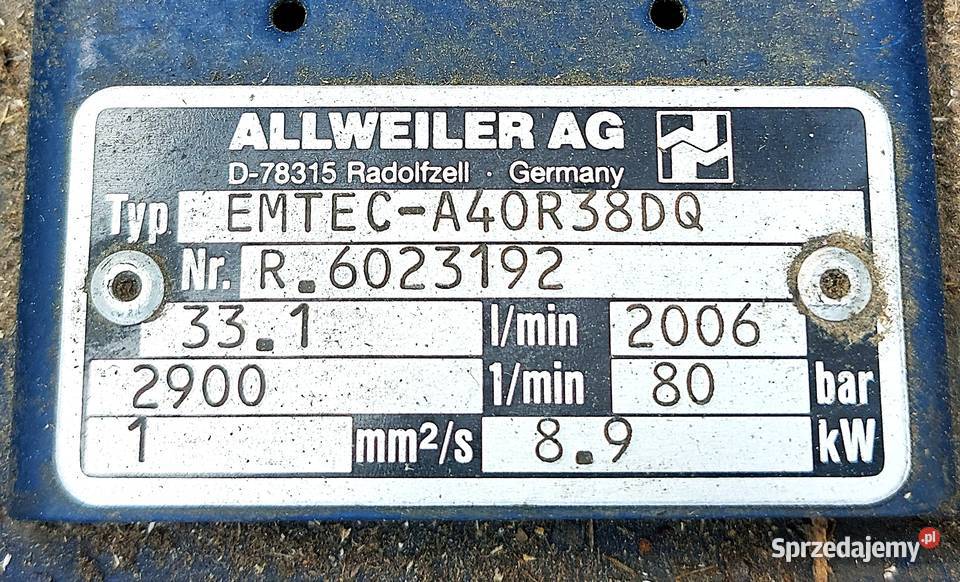 ALLWEILER AG
D-78315 Radolfzell · Germany
Typ EMTEC-A40R38DQ
Nr. R.6023192
33.1 l/min 2006
2900 1/min 80 bar
1 mm²/s 8.9 kW
Sprzedajemy.pl